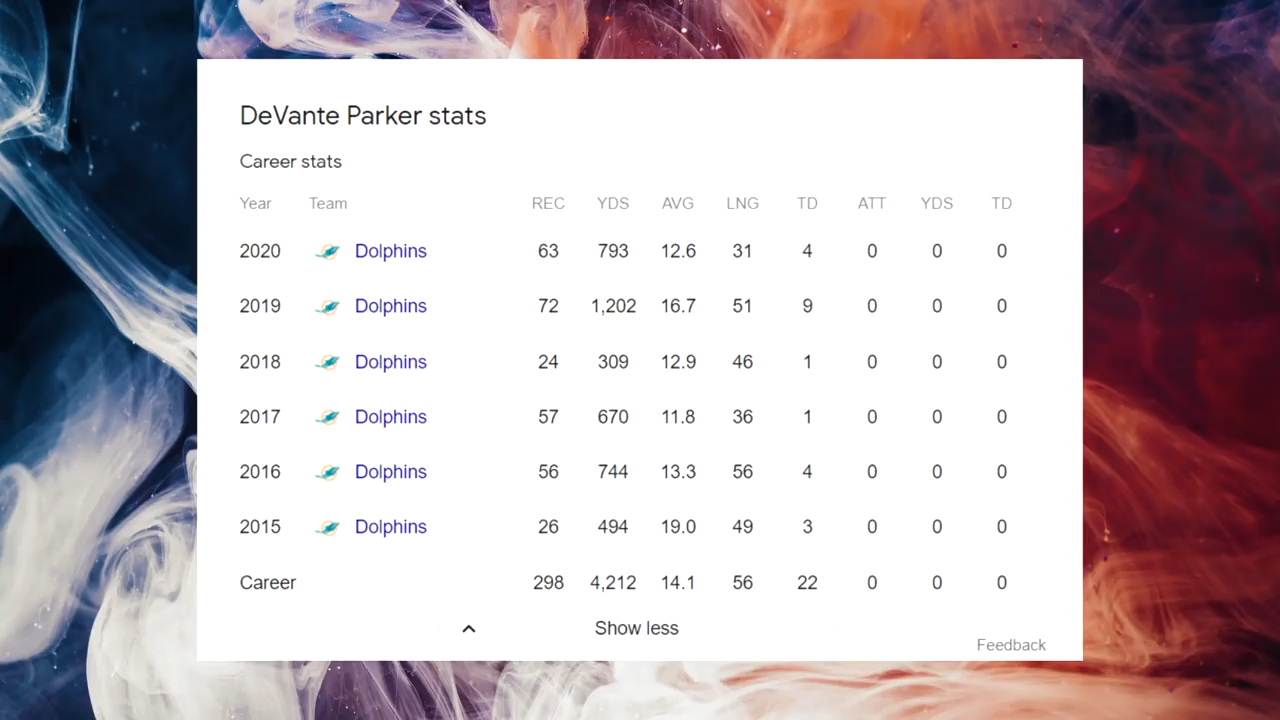 DeVante Parker stats
Career stats
Year Team REC YDS AVG LNG TD ATT YDS TD
2020 Dolphins 63 793 12.6 31 4 0 0 0
2019 Dolphins 72 1,202 16.7 51 9 0 0 0
2018 Dolphins 24 309 12.9 46 1 0 0 0
2017 Dolphins 57 670 11.8 36 1 0 0 0
2016 Dolphins 56 744 13.3 56 4 0 0 0
2015 Dolphins 26 494 19.0 49 3 0 0 0
Career 298 4,212 14.1 56 22 0 0 0
Show less
Feedback